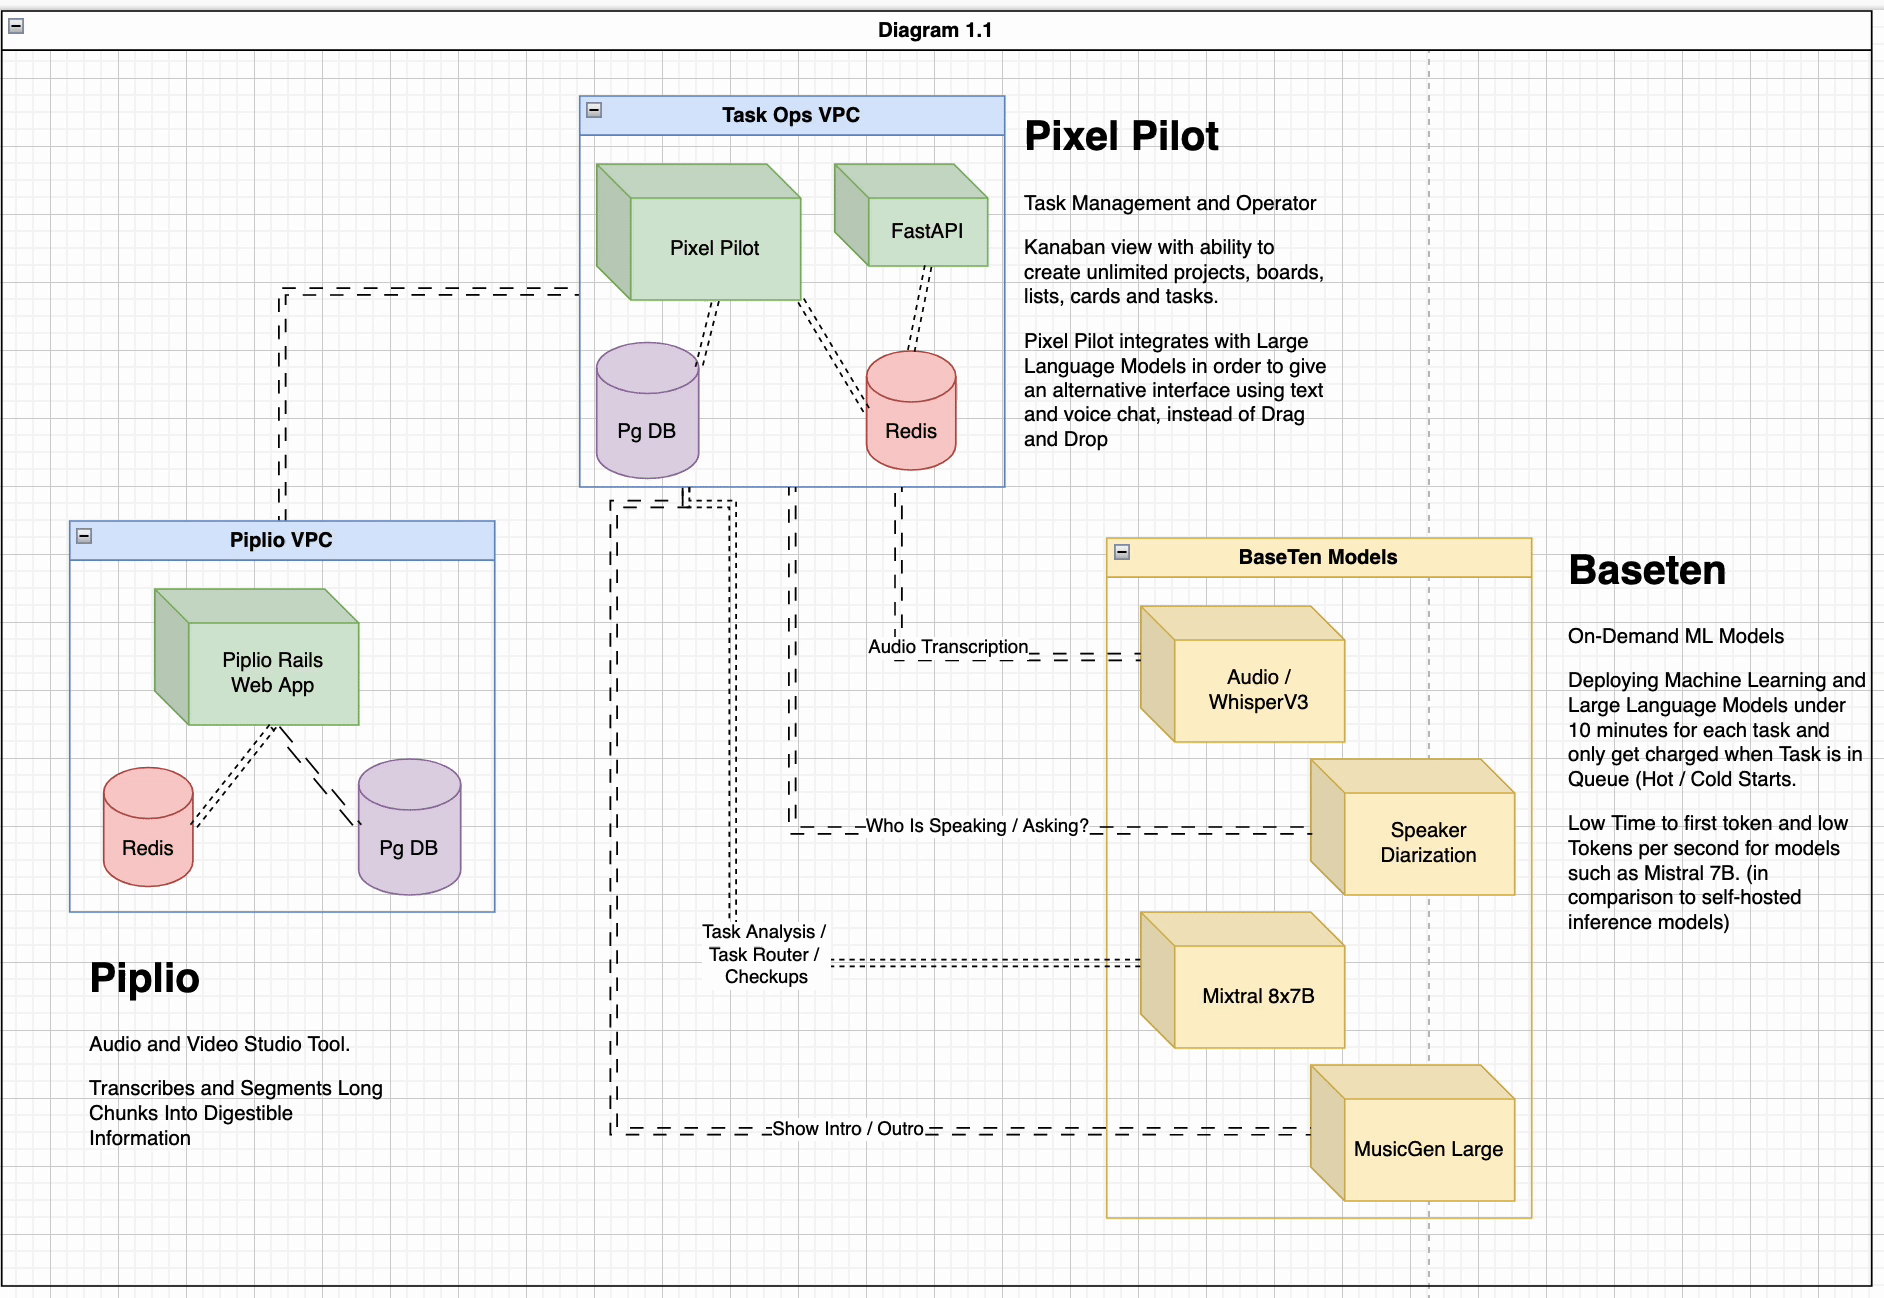 Diagram 1.1
Task Ops VPC
Pixel Pilot
FastAPI
Pg DB
Redis
Pixel Pilot
Task Management and Operator
Kanaban view with ability to
create unlimited projects, boards,
lists, cards and tasks.
Pixel Pilot integrates with Large
Language Models in order to give
an alternative interface using text
and voice chat, instead of Drag
and Drop
Piplio VPC
Piplio Rails
Web App
Redis
Pg DB
Piplio
Audio and Video Studio Tool.
Transcribes and Segments Long
Chunks Into Digestible
Information
Audio Transcription
Who Is Speaking / Asking?
Task Analysis /
Task Router /
Checkups
Show Intro / Outro
BaseTen Models
Audio /
WhisperV3
Speaker
Diarization
Mixtral 8x7B
MusicGen Large
Baseten
On-Demand ML Models
Deploying Machine Learning and
Large Language Models under
10 minutes for each task and
only get charged when Task is in
Queue (Hot / Cold Starts.
Low Time to first token and low
Tokens per second for models
such as Mistral 7B. (in
comparison to self-hosted
inference models)